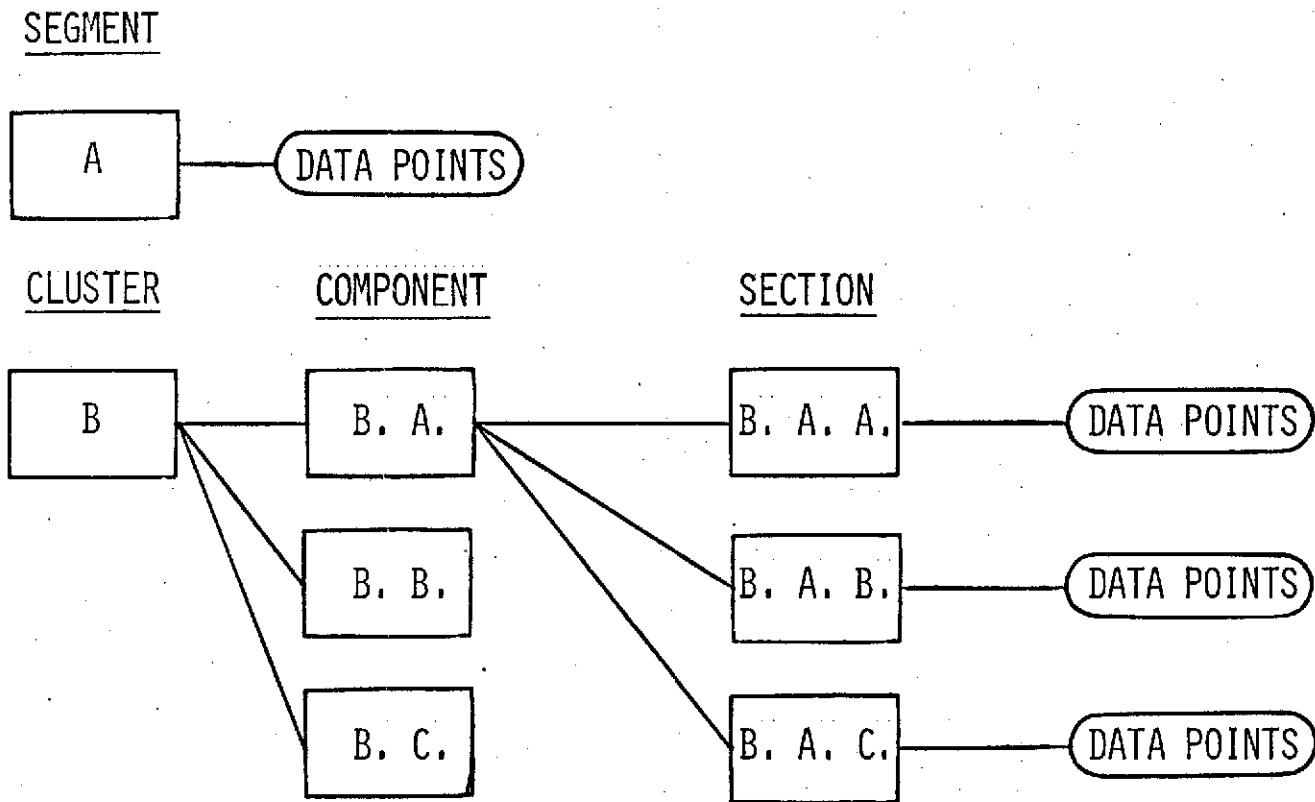 SEGMENT
A DATA POINTS
CLUSTER COMPONENT SECTION
B B. A. B. A. A. DATA POINTS
B. B. B. A. B. DATA POINTS
B. C. B. A. C. DATA POINTS